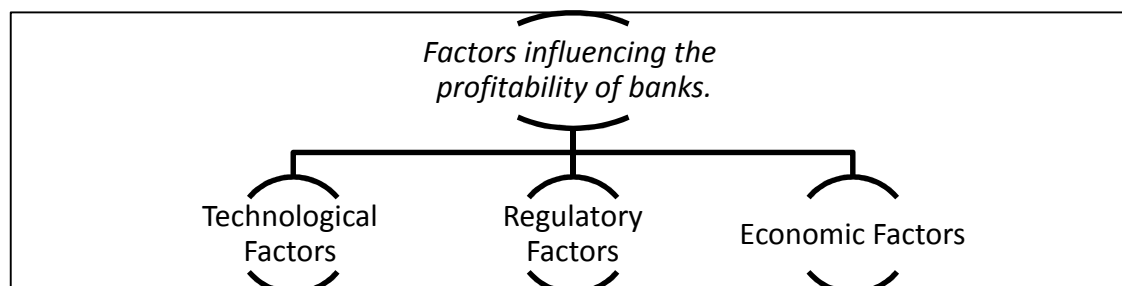 Factors influencing the
profitability of banks.
Technological
Factors
Regulatory
Factors
Economic Factors